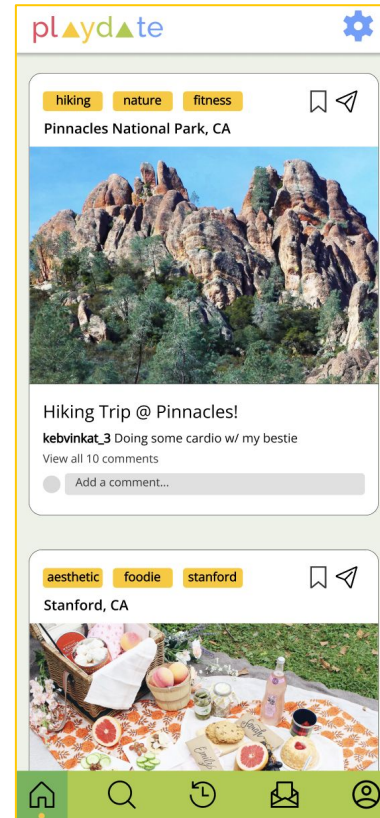 playdate
hiking nature fitness
Pinnacles National Park, CA
Hiking Trip @ Pinnacles!
kebvinkat_3 Doing some cardio w/ my bestie
View all 10 comments
Add a comment...
aesthetic foodie stanford
Stanford, CA
Emily